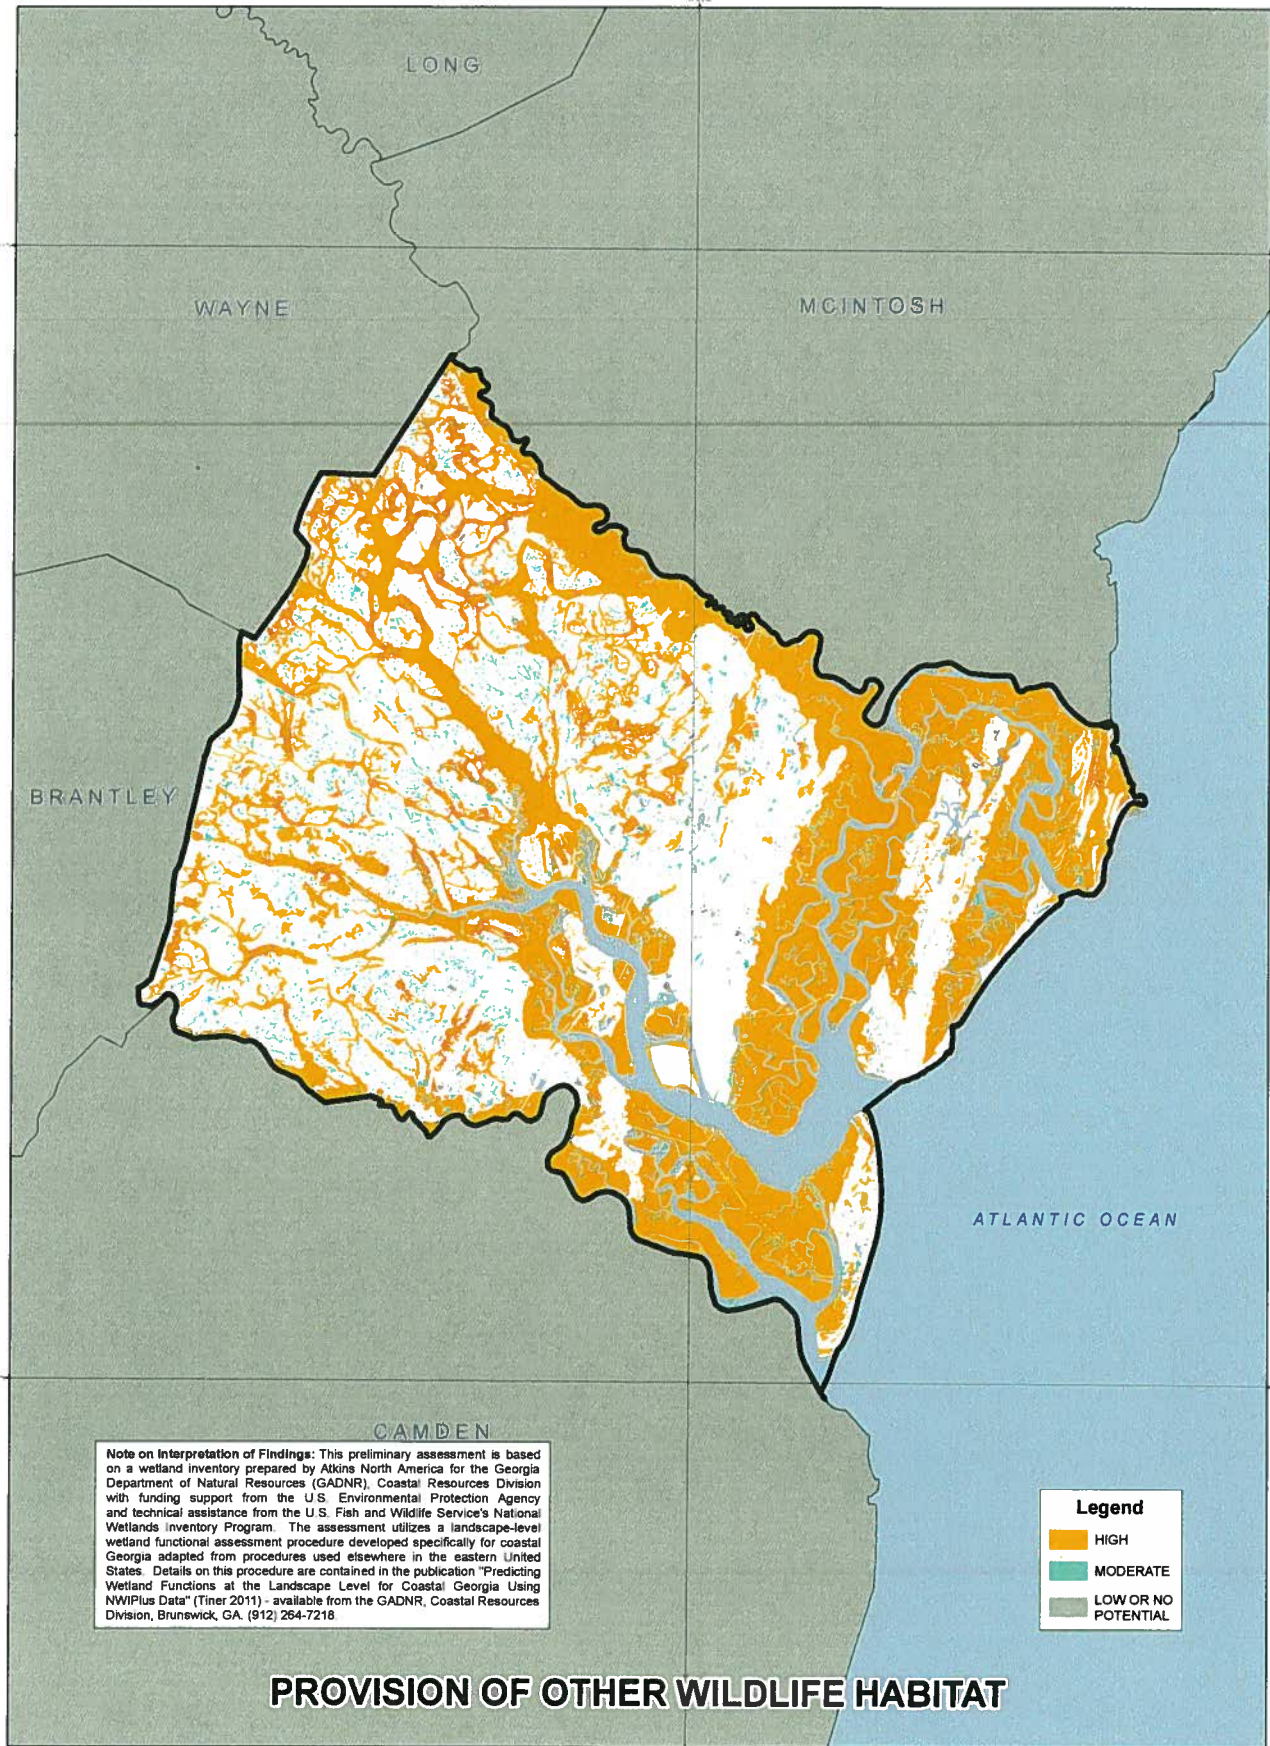 LONG
WAYNE
MCINTOSH
BRANTLEY
ATLANTIC OCEAN
CAMDEN
Note on Interpretation of Findings: This preliminary assessment is based
on a wetland inventory prepared by Atkins North America for the Georgia
Department of Natural Resources (GADNR), Coastal Resources Division
with funding support from the U.S. Environmental Protection Agency
and technical assistance from the U.S. Fish and Wildlife Service's National
Wetlands Inventory Program. The assessment utilizes a landscape-level
wetland functional assessment procedure developed specifically for coastal
Georgia adapted from procedures used elsewhere in the eastern United
States. Details on this procedure are contained in the publication "Predicting
Wetland Functions at the Landscape Level for Coastal Georgia Using
NWIPlus Data" (Tiner 2011) - available from the GADNR, Coastal Resources
Division, Brunswick, GA. (912) 264-7218.
Legend
HIGH
MODERATE
LOW OR NO
POTENTIAL
PROVISION OF OTHER WILDLIFE HABITAT